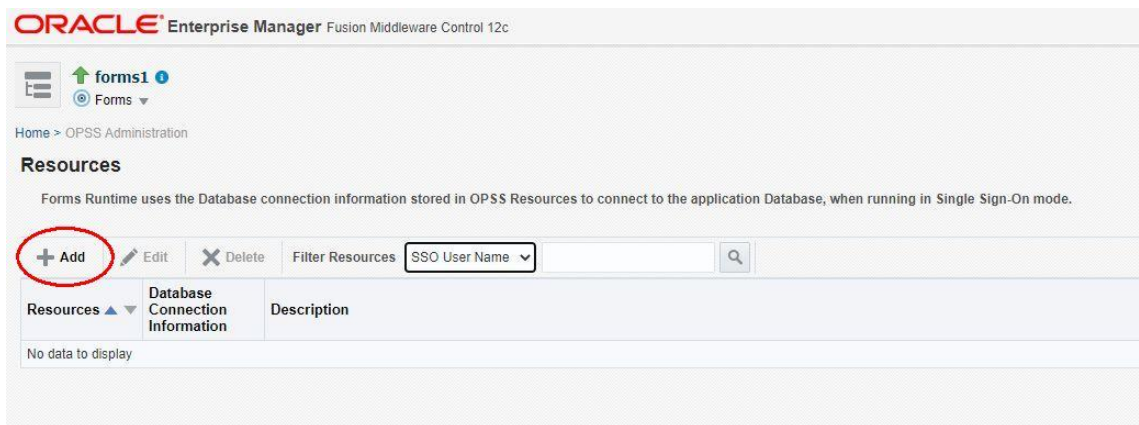 ORACLE Enterprise Manager Fusion Middleware Control 12c
forms1
Forms
Home > OPSS Administration
Resources
Forms Runtime uses the Database connection information stored in OPSS Resources to connect to the application Database, when running in Single Sign-On mode.
Add Edit Delete Filter Resources SSO User Name
Resources Database Connection Information Description
No data to display